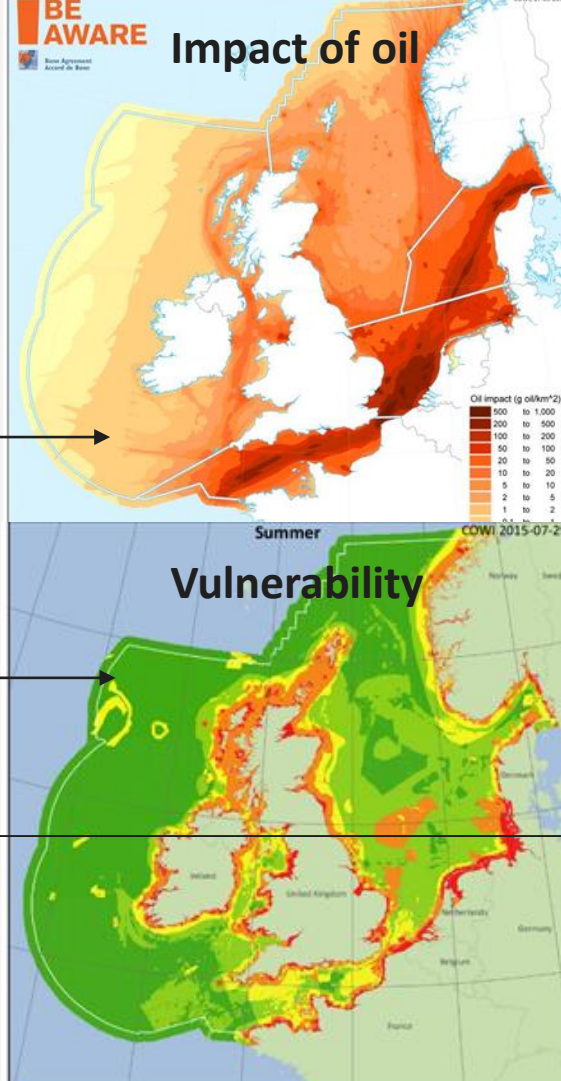 BE
AWARE
Bonn Agreement
Accord de Bonn
Impact of oil
Oil impact (g oil/km^2)
500 to 1,000
200 to 500
100 to 200
50 to 100
20 to 50
10 to 20
5 to 10
2 to 5
1 to 2
Summer
COWI 2015-07-2
Vulnerability
Norway
Denmark
Ireland
United Kingdom
Netherlands
Germany
Belgium
France